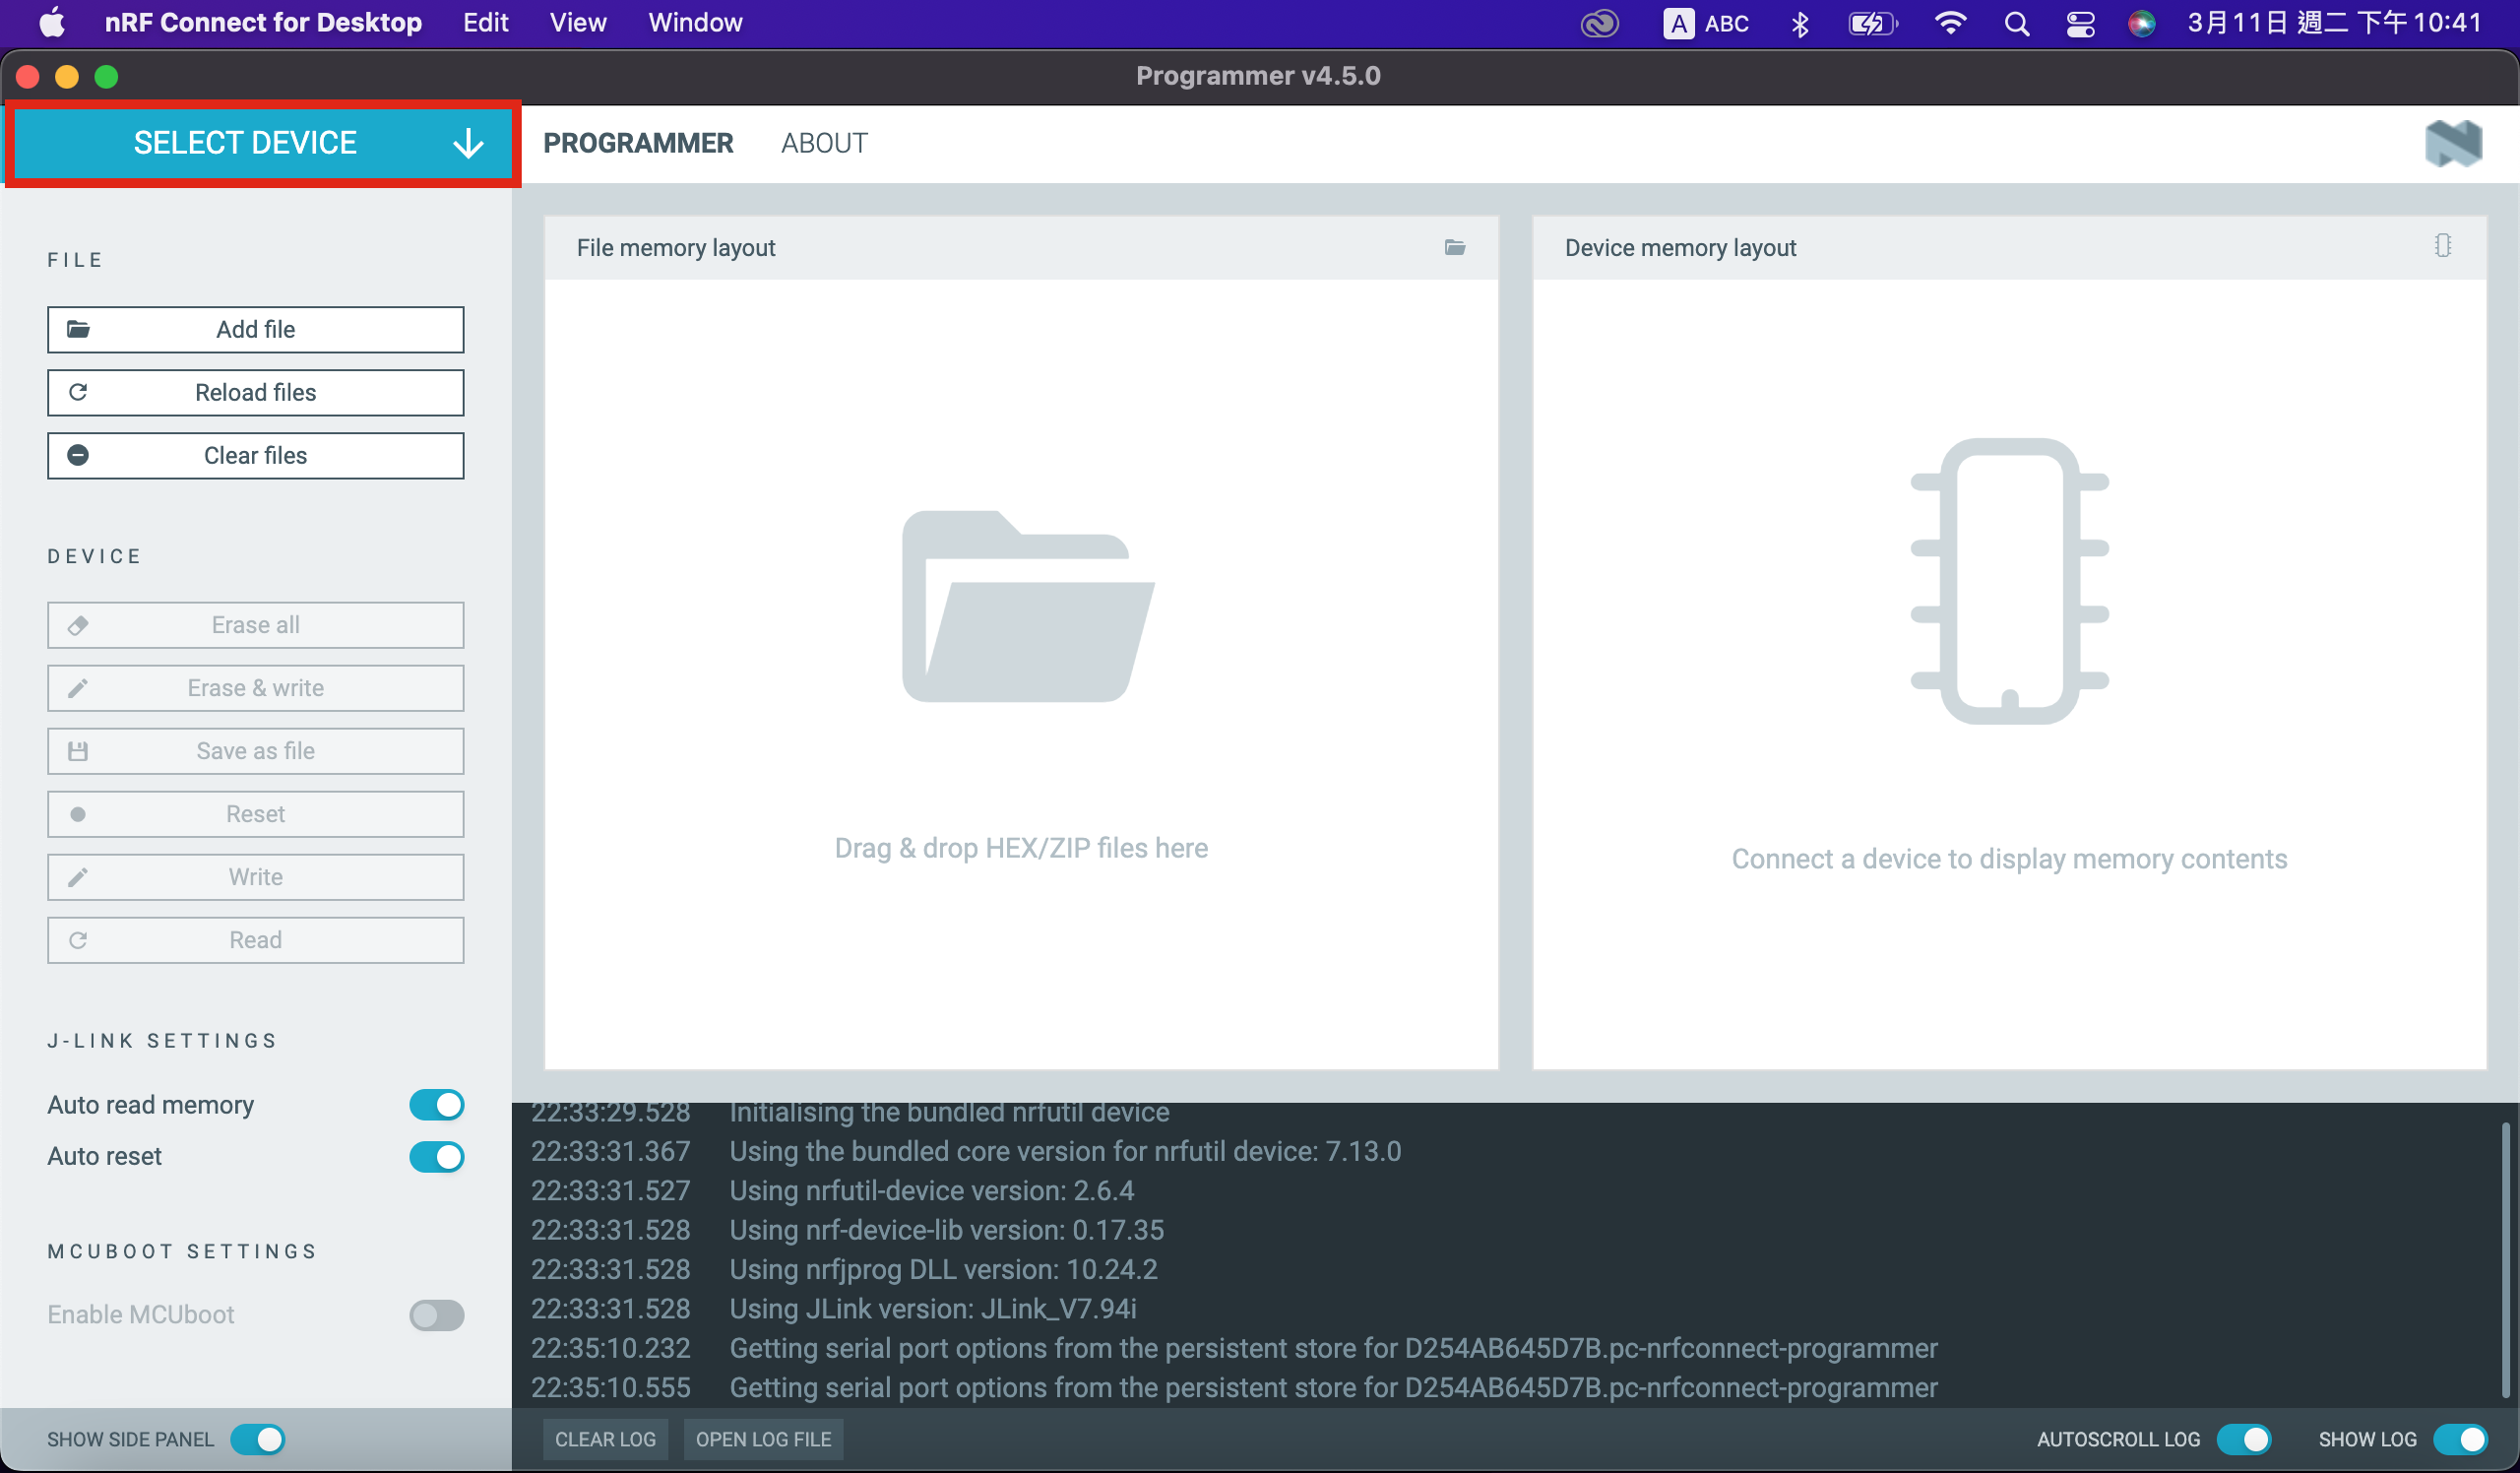 nRF Connect for Desktop Edit View Window A ABC 3月11日 週二 下午 10:41
Programmer v4.5.0
SELECT DEVICE PROGRAMMER ABOUT
FILE
Add file
Reload files
Clear files
DEVICE
Erase all
Erase & write
Save as file
Reset
Write
Read
J-LINK SETTINGS
Auto read memory
Auto reset
MCUBOOT SETTINGS
Enable MCUboot
SHOW SIDE PANEL
File memory layout
Drag & drop HEX/ZIP files here
Device memory layout
Connect a device to display memory contents
22:33:29.528 Initialising the bundled nrfutil device
22:33:31.367 Using the bundled core version for nrfutil device: 7.13.0
22:33:31.527 Using nrfutil-device version: 2.6.4
22:33:31.528 Using nrf-device-lib version: 0.17.35
22:33:31.528 Using nrfjprog DLL version: 10.24.2
22:33:31.528 Using JLink version: JLink_V7.94i
22:35:10.232 Getting serial port options from the persistent store for D254AB645D7B.pc-nrfconnect-programmer
22:35:10.555 Getting serial port options from the persistent store for D254AB645D7B.pc-nrfconnect-programmer
CLEAR LOG OPEN LOG FILE AUTOSCROLL LOG SHOW LOG